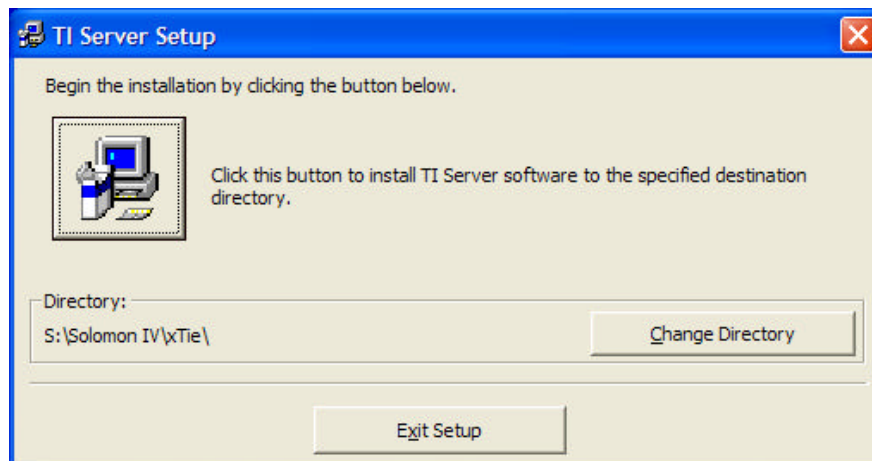 TI Server Setup
Begin the installation by clicking the button below.
Click this button to install TI Server software to the specified destination
directory.
Directory:
S:\Solomon IV\xTie\
Change Directory
Exit Setup